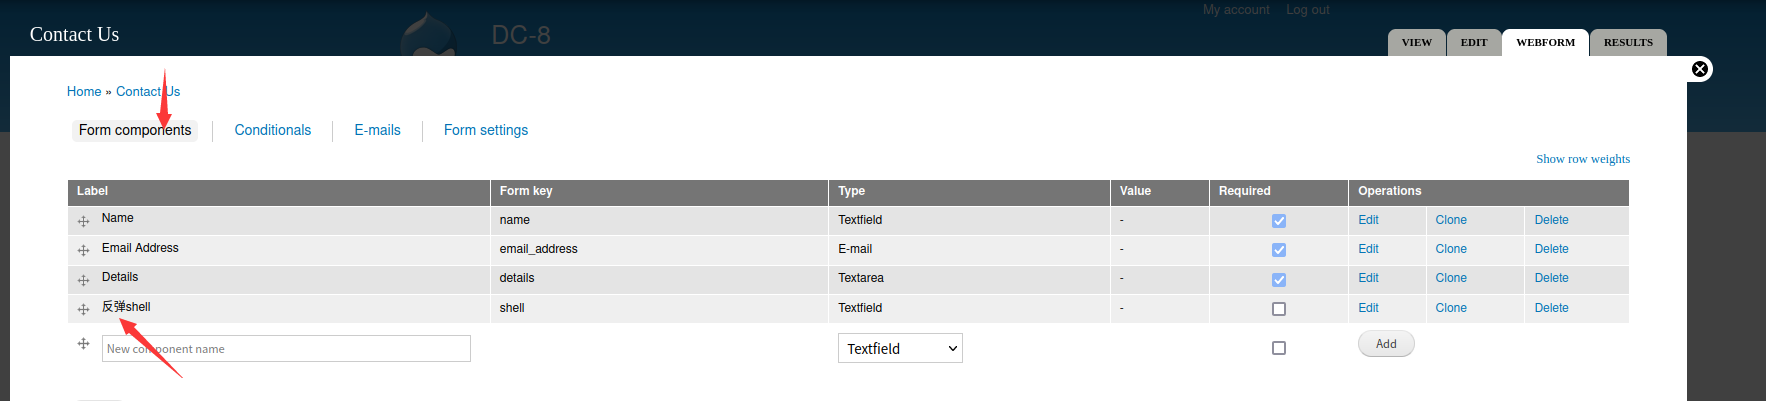 My account Log out
Contact Us
DC-8
VIEW EDIT WEBFORM RESULTS
Home » Contact Us
Form components Conditionals E-mails Form settings
Show row weights
Label Form key Type Value Required Operations
Name name Textfield - Edit Clone Delete
Email Address email_address E-mail - Edit Clone Delete
Details details Textarea - Edit Clone Delete
反弹shell shell Textfield - Edit Clone Delete
New component name Textfield Add